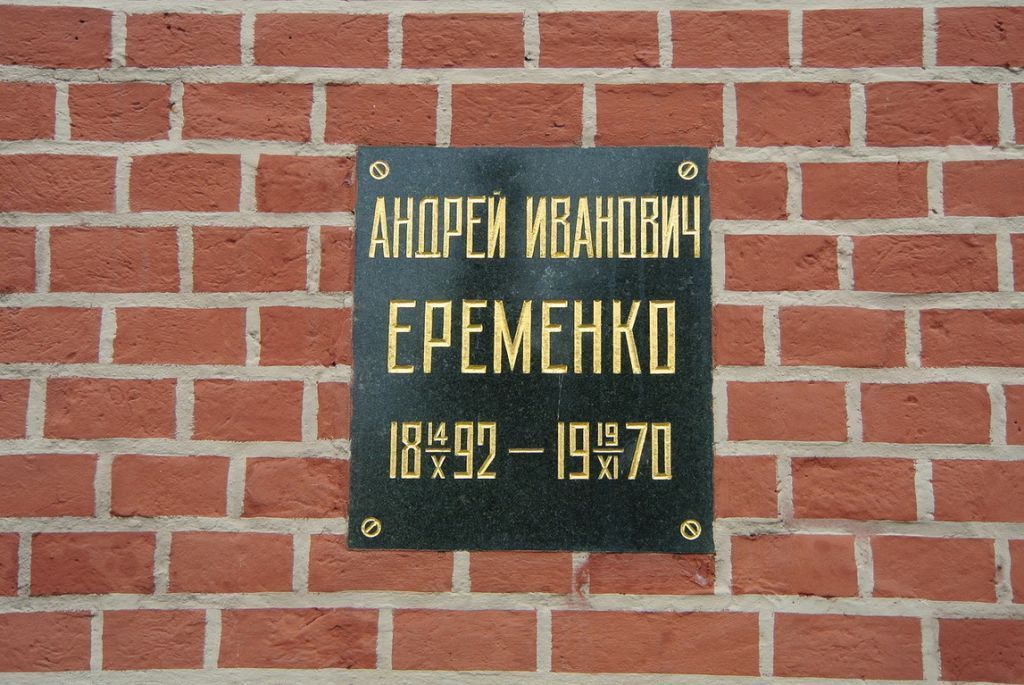 АНДРЕЙ ИВАНОВИЧ
ЕРЕМЕНКО
18 14/X 92 — 19 19/XI 70